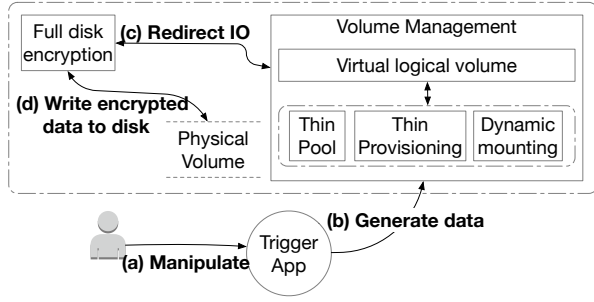 Full disk
encryption
(c) Redirect IO
Volume Management
Virtual logical volume
(d) Write encrypted
data to disk
Physical
Volume
Thin
Pool
Thin
Provisioning
Dynamic
mounting
(b) Generate data
(a) Manipulate
Trigger
App